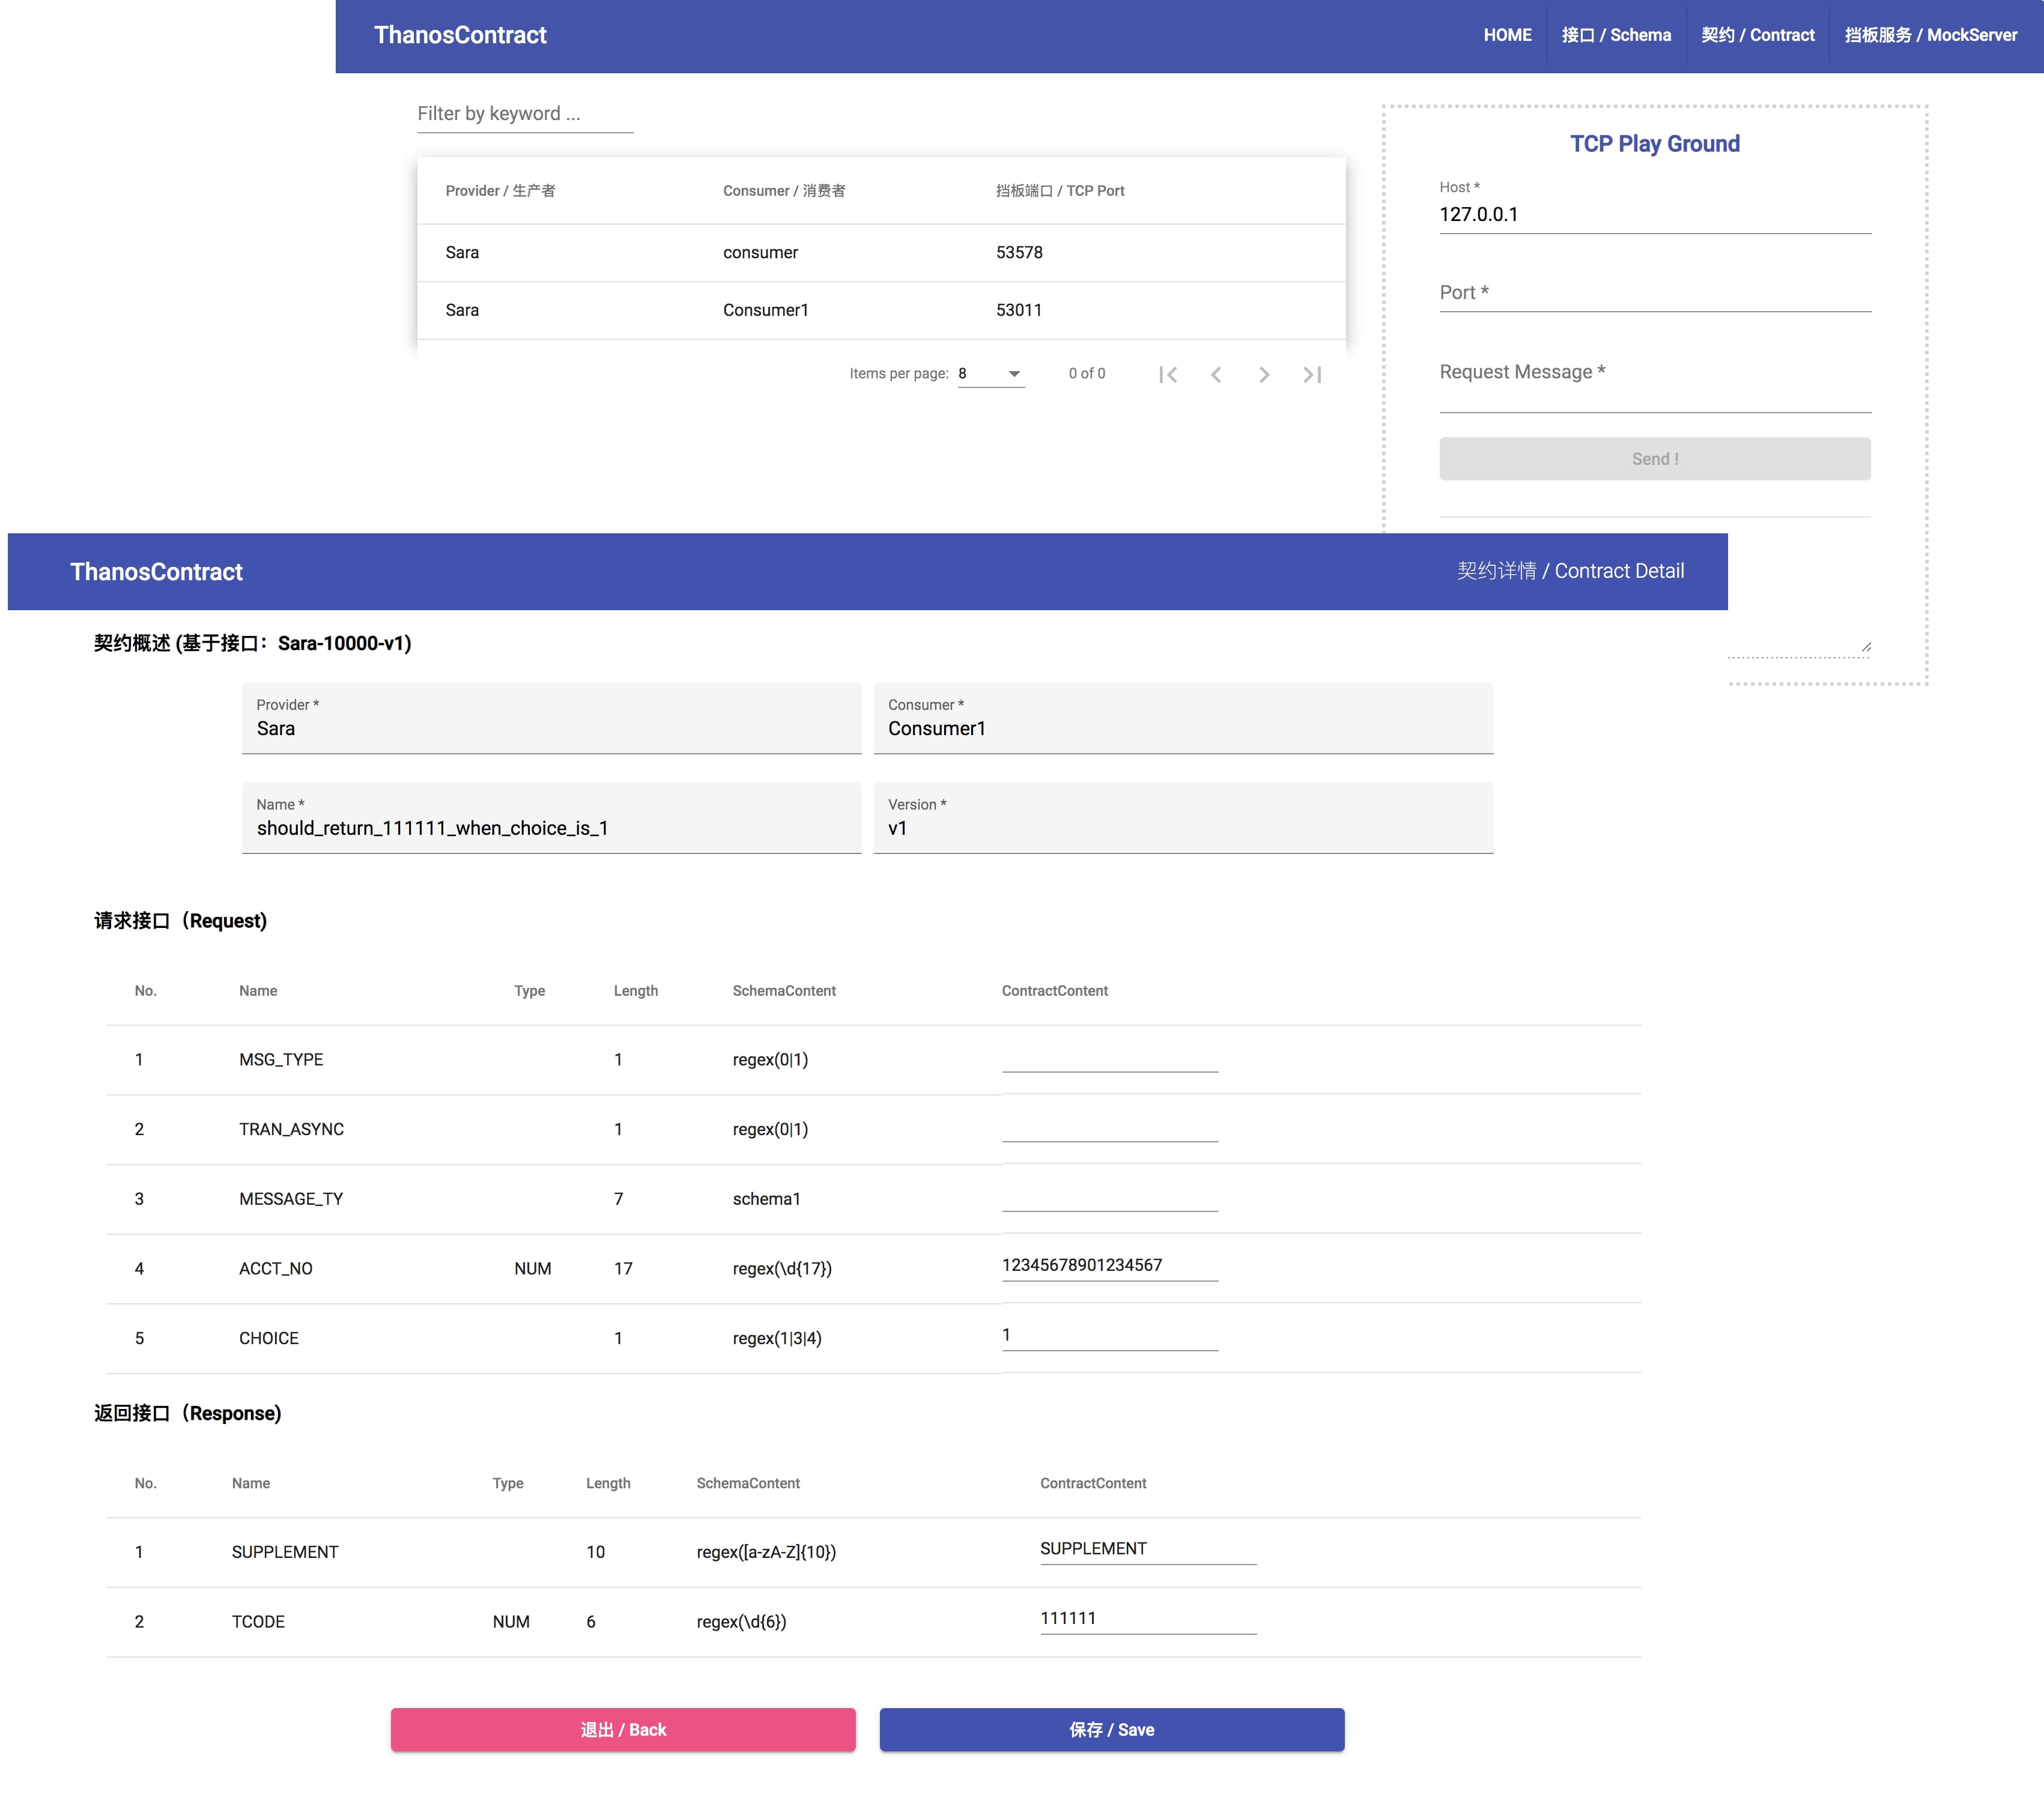 ThanosContract
HOME 接口 / Schema 契约 / Contract 挡板服务 / MockServer
Filter by keyword ...
Provider / 生产者 Consumer / 消费者 挡板端口 / TCP Port
Sara consumer 53578
Sara Consumer1 53011
Items per page: 8 0 of 0
TCP Play Ground
Host *
127.0.0.1
Port *
Request Message *
Send !
ThanosContract
契约详情 / Contract Detail
契约概述 (基于接口：Sara-10000-v1)
Provider *
Sara
Consumer *
Consumer1
Name *
should_return_111111_when_choice_is_1
Version *
v1
请求接口（Request)
No. Name Type Length SchemaContent ContractContent
1 MSG_TYPE 1 regex(0|1)
2 TRAN_ASYNC 1 regex(0|1)
3 MESSAGE_TY 7 schema1
4 ACCT_NO NUM 17 regex(\d{17}) 12345678901234567
5 CHOICE 1 regex(1|3|4) 1
返回接口（Response)
No. Name Type Length SchemaContent ContractContent
1 SUPPLEMENT 10 regex([a-zA-Z]{10}) SUPPLEMENT
2 TCODE NUM 6 regex(\d{6}) 111111
退出 / Back
保存 / Save